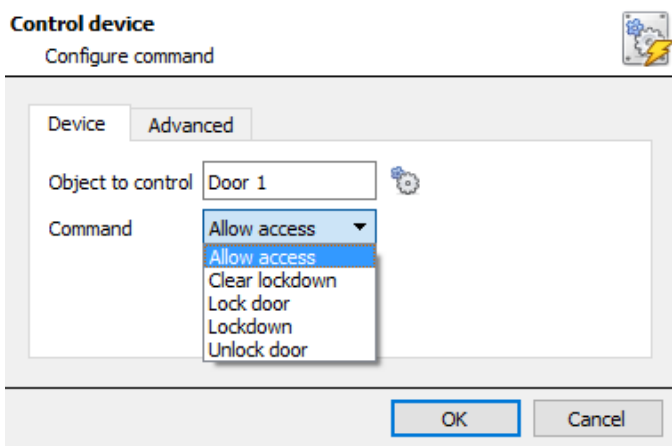 Control device
Configure command
Device Advanced
Object to control Door 1
Command Allow access
Allow access
Clear lockdown
Lock door
Lockdown
Unlock door
OK Cancel